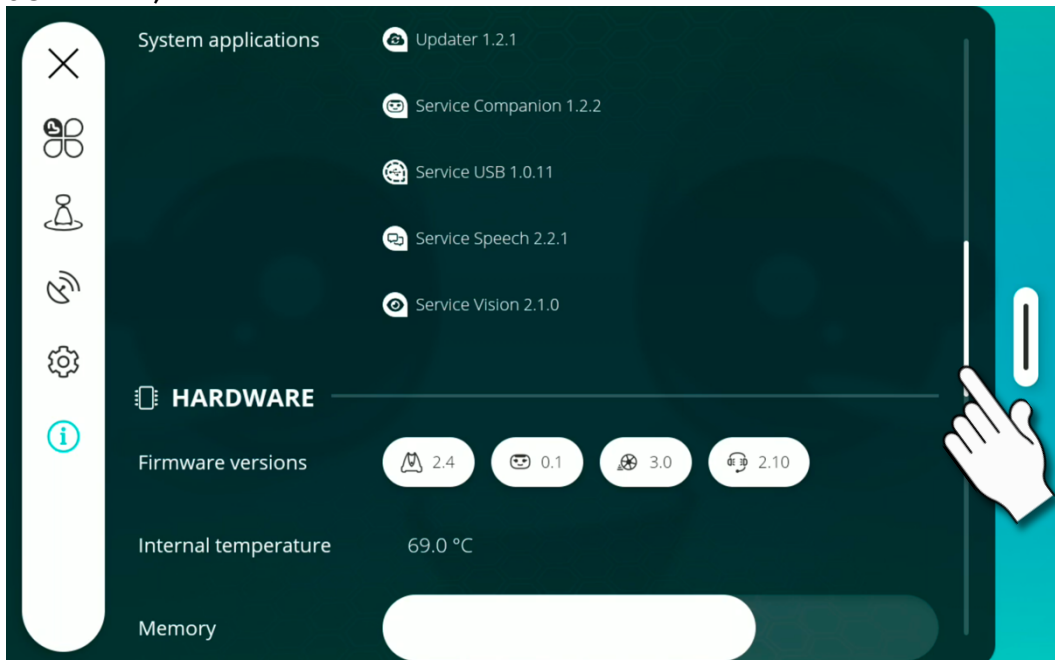 System applications
Updater 1.2.1
Service Companion 1.2.2
Service USB 1.0.11
Service Speech 2.2.1
Service Vision 2.1.0
HARDWARE
Firmware versions 2.4 0.1 3.0 2.10
Internal temperature 69.0 °C
Memory